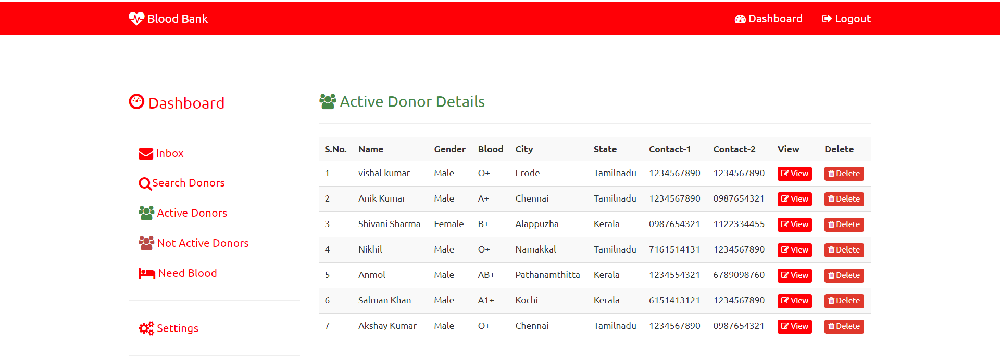 Blood Bank Dashboard Logout
Dashboard
Inbox
Search Donors
Active Donors
Not Active Donors
Need Blood
Settings
Active Donor Details
S.No. Name Gender Blood City State Contact-1 Contact-2 View Delete
1 vishal kumar Male O+ Erode Tamilnadu 1234567890 1234567890 View Delete
2 Anik Kumar Male A+ Chennai Tamilnadu 1234567890 0987654321 View Delete
3 Shivani Sharma Female B+ Alappuzha Kerala 0987654321 1122334455 View Delete
4 Nikhil Male O+ Namakkal Tamilnadu 7161514131 1234567890 View Delete
5 Anmol Male AB+ Pathanamthitta Kerala 1234554321 6789098760 View Delete
6 Salman Khan Male A1+ Kochi Kerala 6151413121 1234567890 View Delete
7 Akshay Kumar Male O+ Chennai Tamilnadu 1234567890 0987654321 View Delete